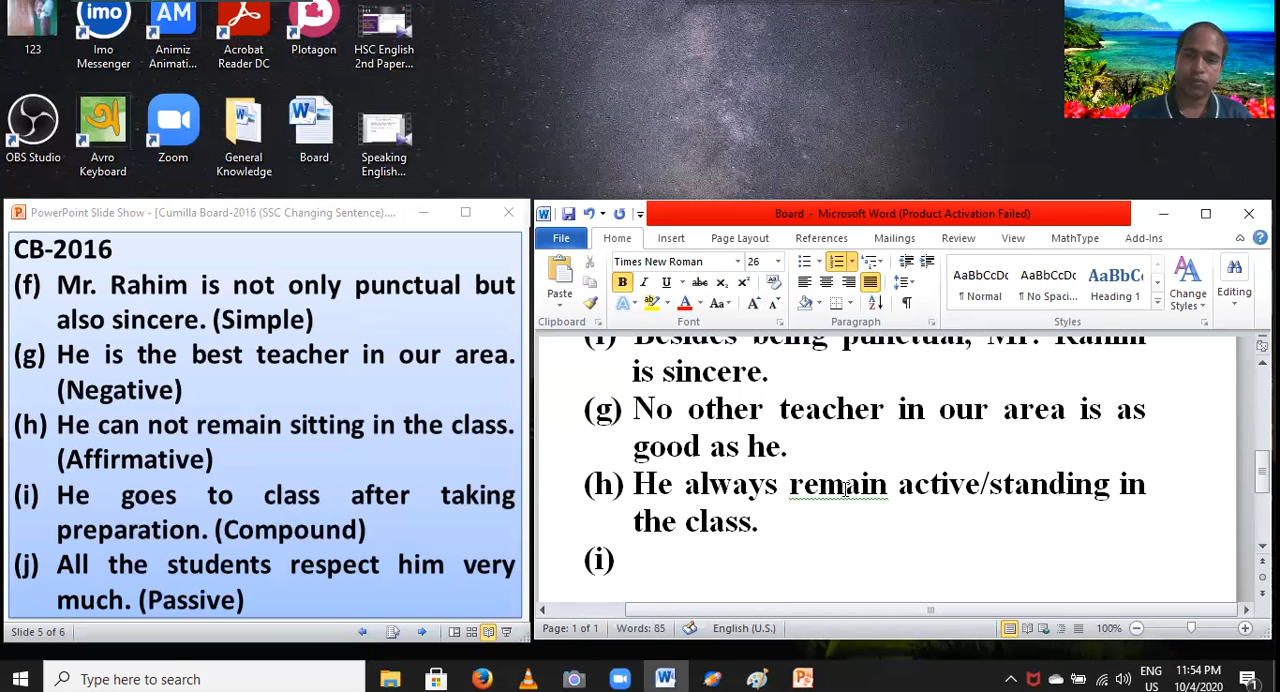 123
Imo
Messenger
Animiz
Animati...
Acrobat
Reader DC
Plotagon
HSC English
2nd Paper...
OBS Studio
Avro
Keyboard
Zoom
General
Knowledge
Board
Speaking
English...
PowerPoint Slide Show - [Cumilla Board-2016 (SSC Changing Sentence)....
CB-2016
(f) Mr. Rahim is not only punctual but
also sincere. (Simple)
(g) He is the best teacher in our area.
(Negative)
(h) He can not remain sitting in the class.
(Affirmative)
(i) He goes to class after taking
preparation. (Compound)
(j) All the students respect him very
much. (Passive)
Slide 5 of 6
Board - Microsoft Word (Product Activation Failed)
File Home Insert Page Layout References Mailings Review View MathType Add-Ins
Times New Roman 26
Paste
Clipboard Font Paragraph Styles
AaBbCcDc AaBbCcDc AaBbC
¶ Normal ¶ No Spaci... Heading 1
Change
Styles
Editing
(f) Besides being punctual, Mr. Rahim
is sincere.
(g) No other teacher in our area is as
good as he.
(h) He always remain active/standing in
the class.
(i)
Page: 1 of 1 Words: 85 English (U.S.) 100%
Type here to search
ENG
US
11:54 PM
10/4/2020